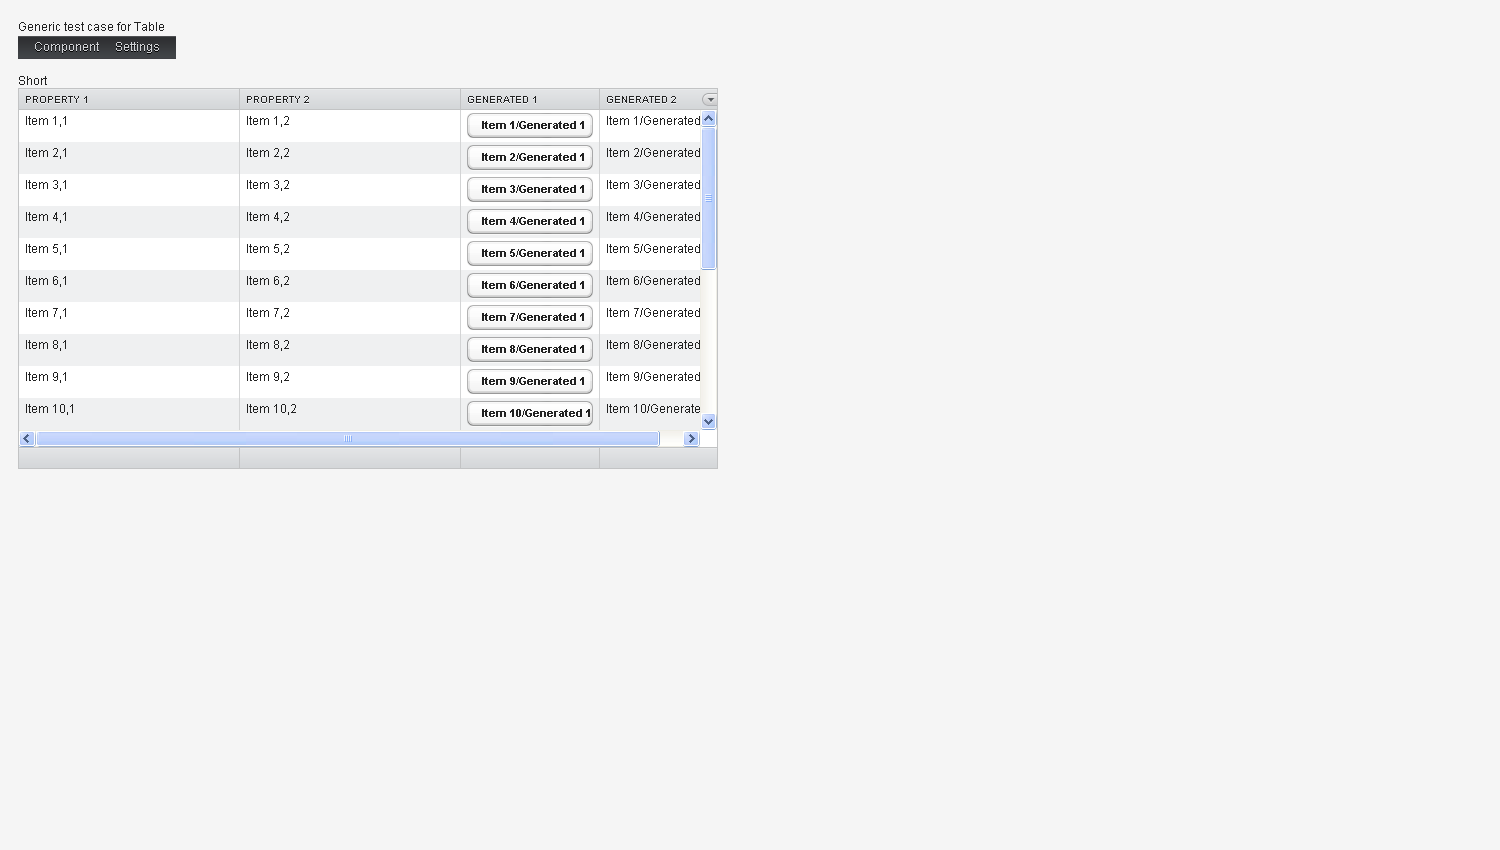 Generic test case for Table
Component Settings
Short
PROPERTY 1 PROPERTY 2 GENERATED 1 GENERATED 2
Item 1,1 Item 1,2 Item 1/Generated 1 Item 1/Generated
Item 2,1 Item 2,2 Item 2/Generated 1 Item 2/Generated
Item 3,1 Item 3,2 Item 3/Generated 1 Item 3/Generated
Item 4,1 Item 4,2 Item 4/Generated 1 Item 4/Generated
Item 5,1 Item 5,2 Item 5/Generated 1 Item 5/Generated
Item 6,1 Item 6,2 Item 6/Generated 1 Item 6/Generated
Item 7,1 Item 7,2 Item 7/Generated 1 Item 7/Generated
Item 8,1 Item 8,2 Item 8/Generated 1 Item 8/Generated
Item 9,1 Item 9,2 Item 9/Generated 1 Item 9/Generated
Item 10,1 Item 10,2 Item 10/Generated 1 Item 10/Generate